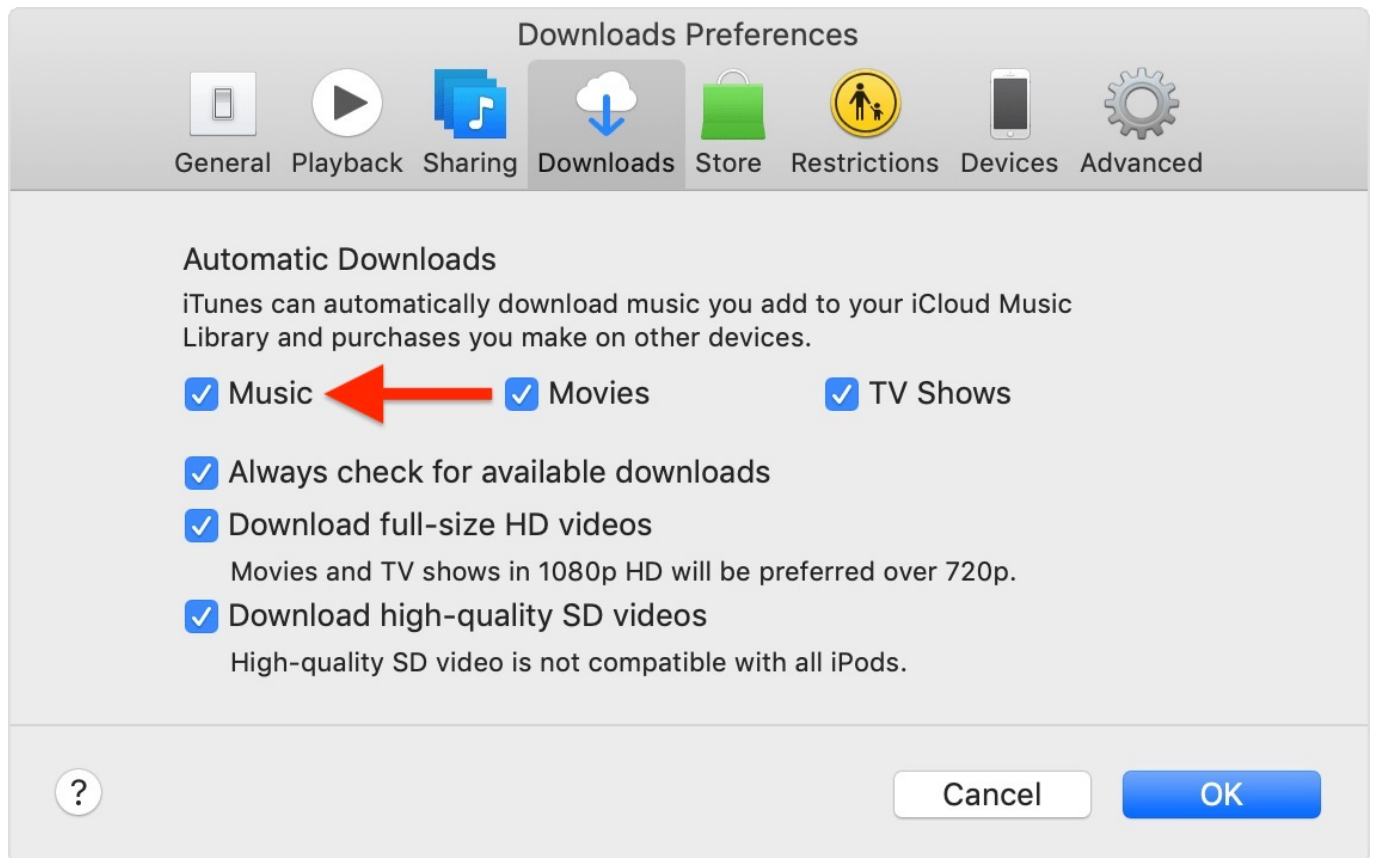 Downloads Preferences
General Playback Sharing Downloads Store Restrictions Devices Advanced
Automatic Downloads
iTunes can automatically download music you add to your iCloud Music
Library and purchases you make on other devices.
Music Movies TV Shows
Always check for available downloads
Download full-size HD videos
Movies and TV shows in 1080p HD will be preferred over 720p.
Download high-quality SD videos
High-quality SD video is not compatible with all iPods.
? Cancel OK